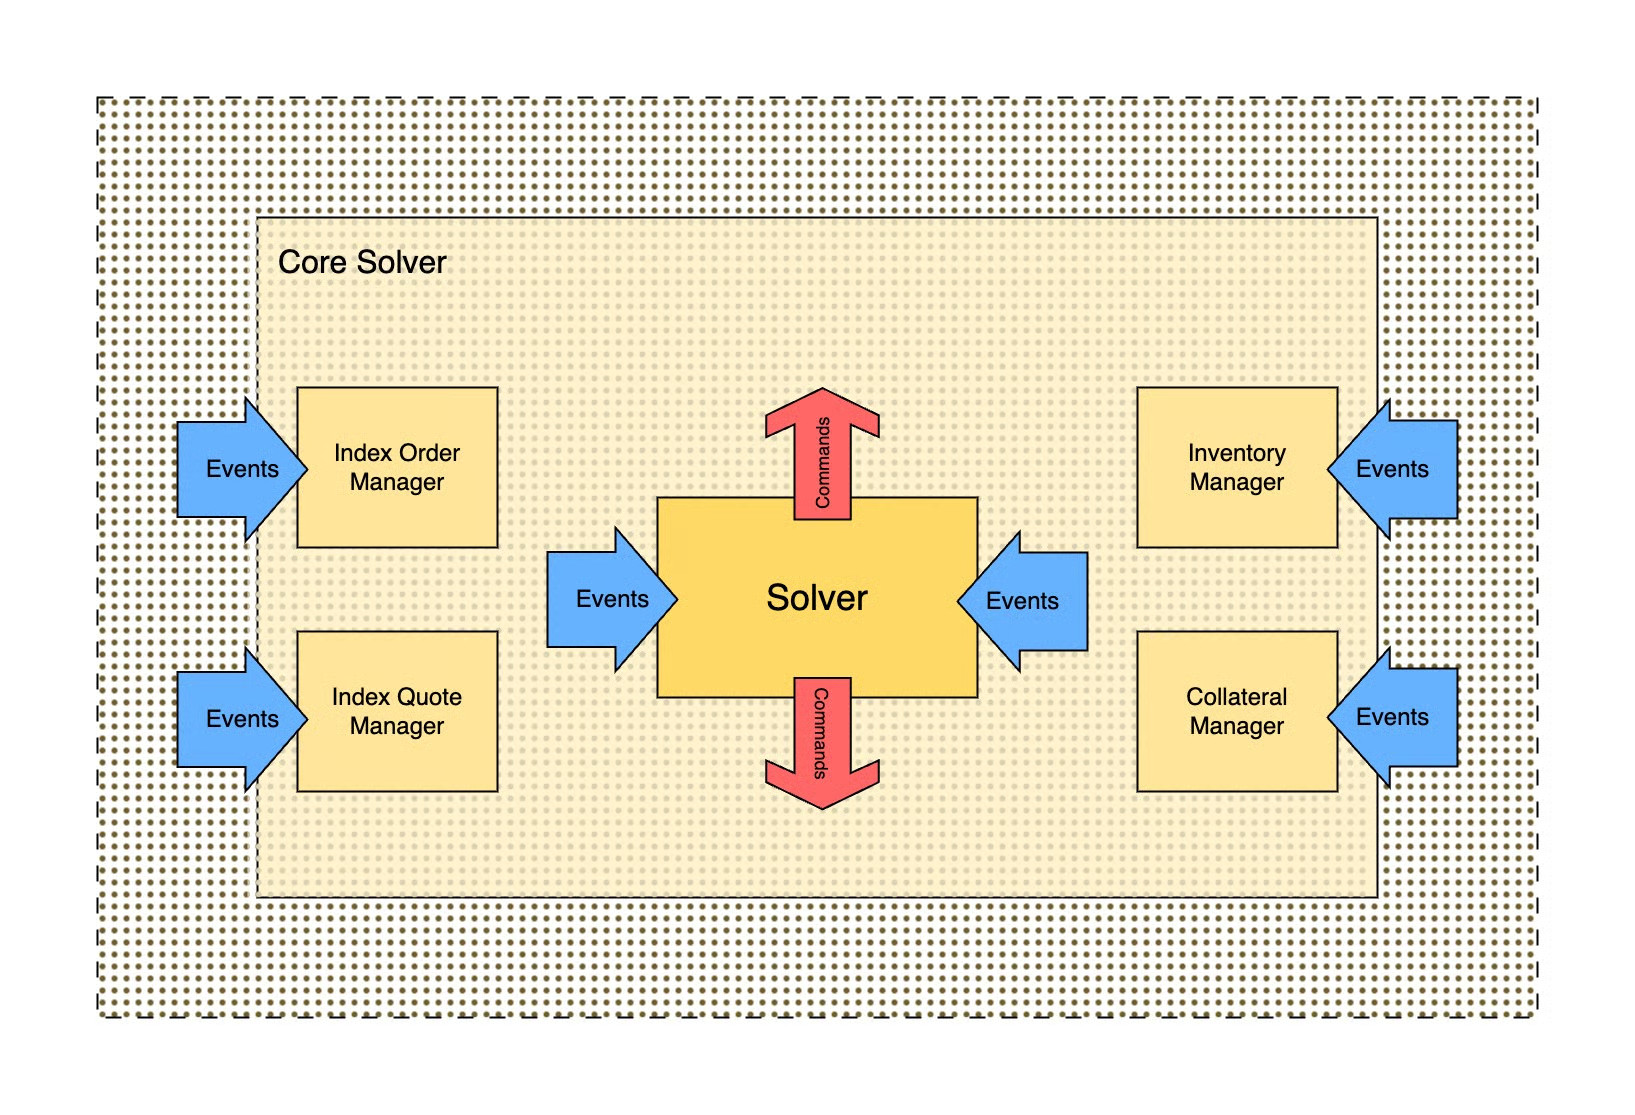 Core Solver
Commands
Events
Index Order
Manager
Inventory
Manager
Events
Events
Solver
Events
Events
Index Quote
Manager
Commands
Collateral
Manager
Events